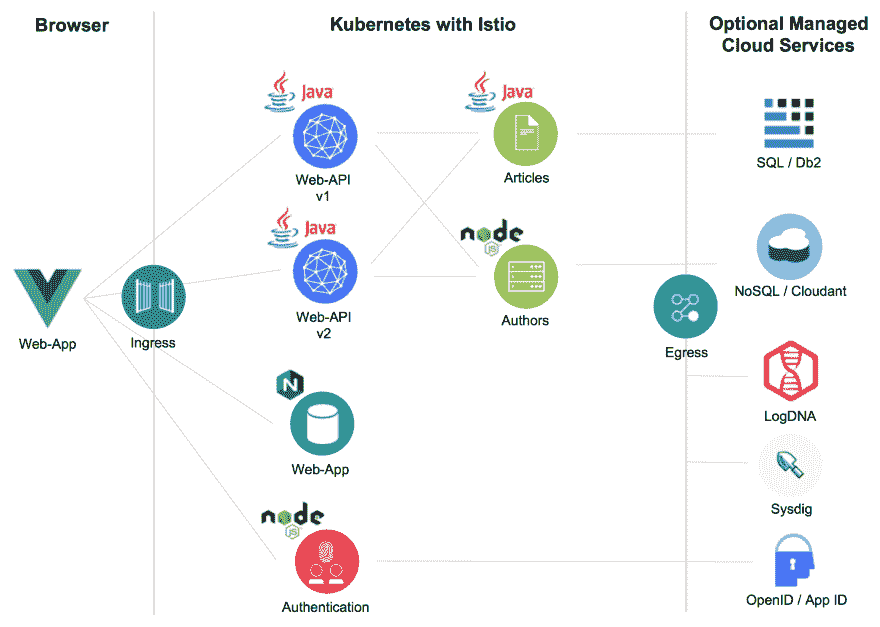 Browser
Kubernetes with Istio
Optional Managed
Cloud Services
Java
Web-API
v1
Java
Articles
SQL / Db2
Java
Web-API
v2
node
JS
Authors
NoSQL / Cloudant
Web-App
Ingress
Egress
LogDNA
N
Web-App
Sysdig
node
JS
Authentication
OpenID / App ID